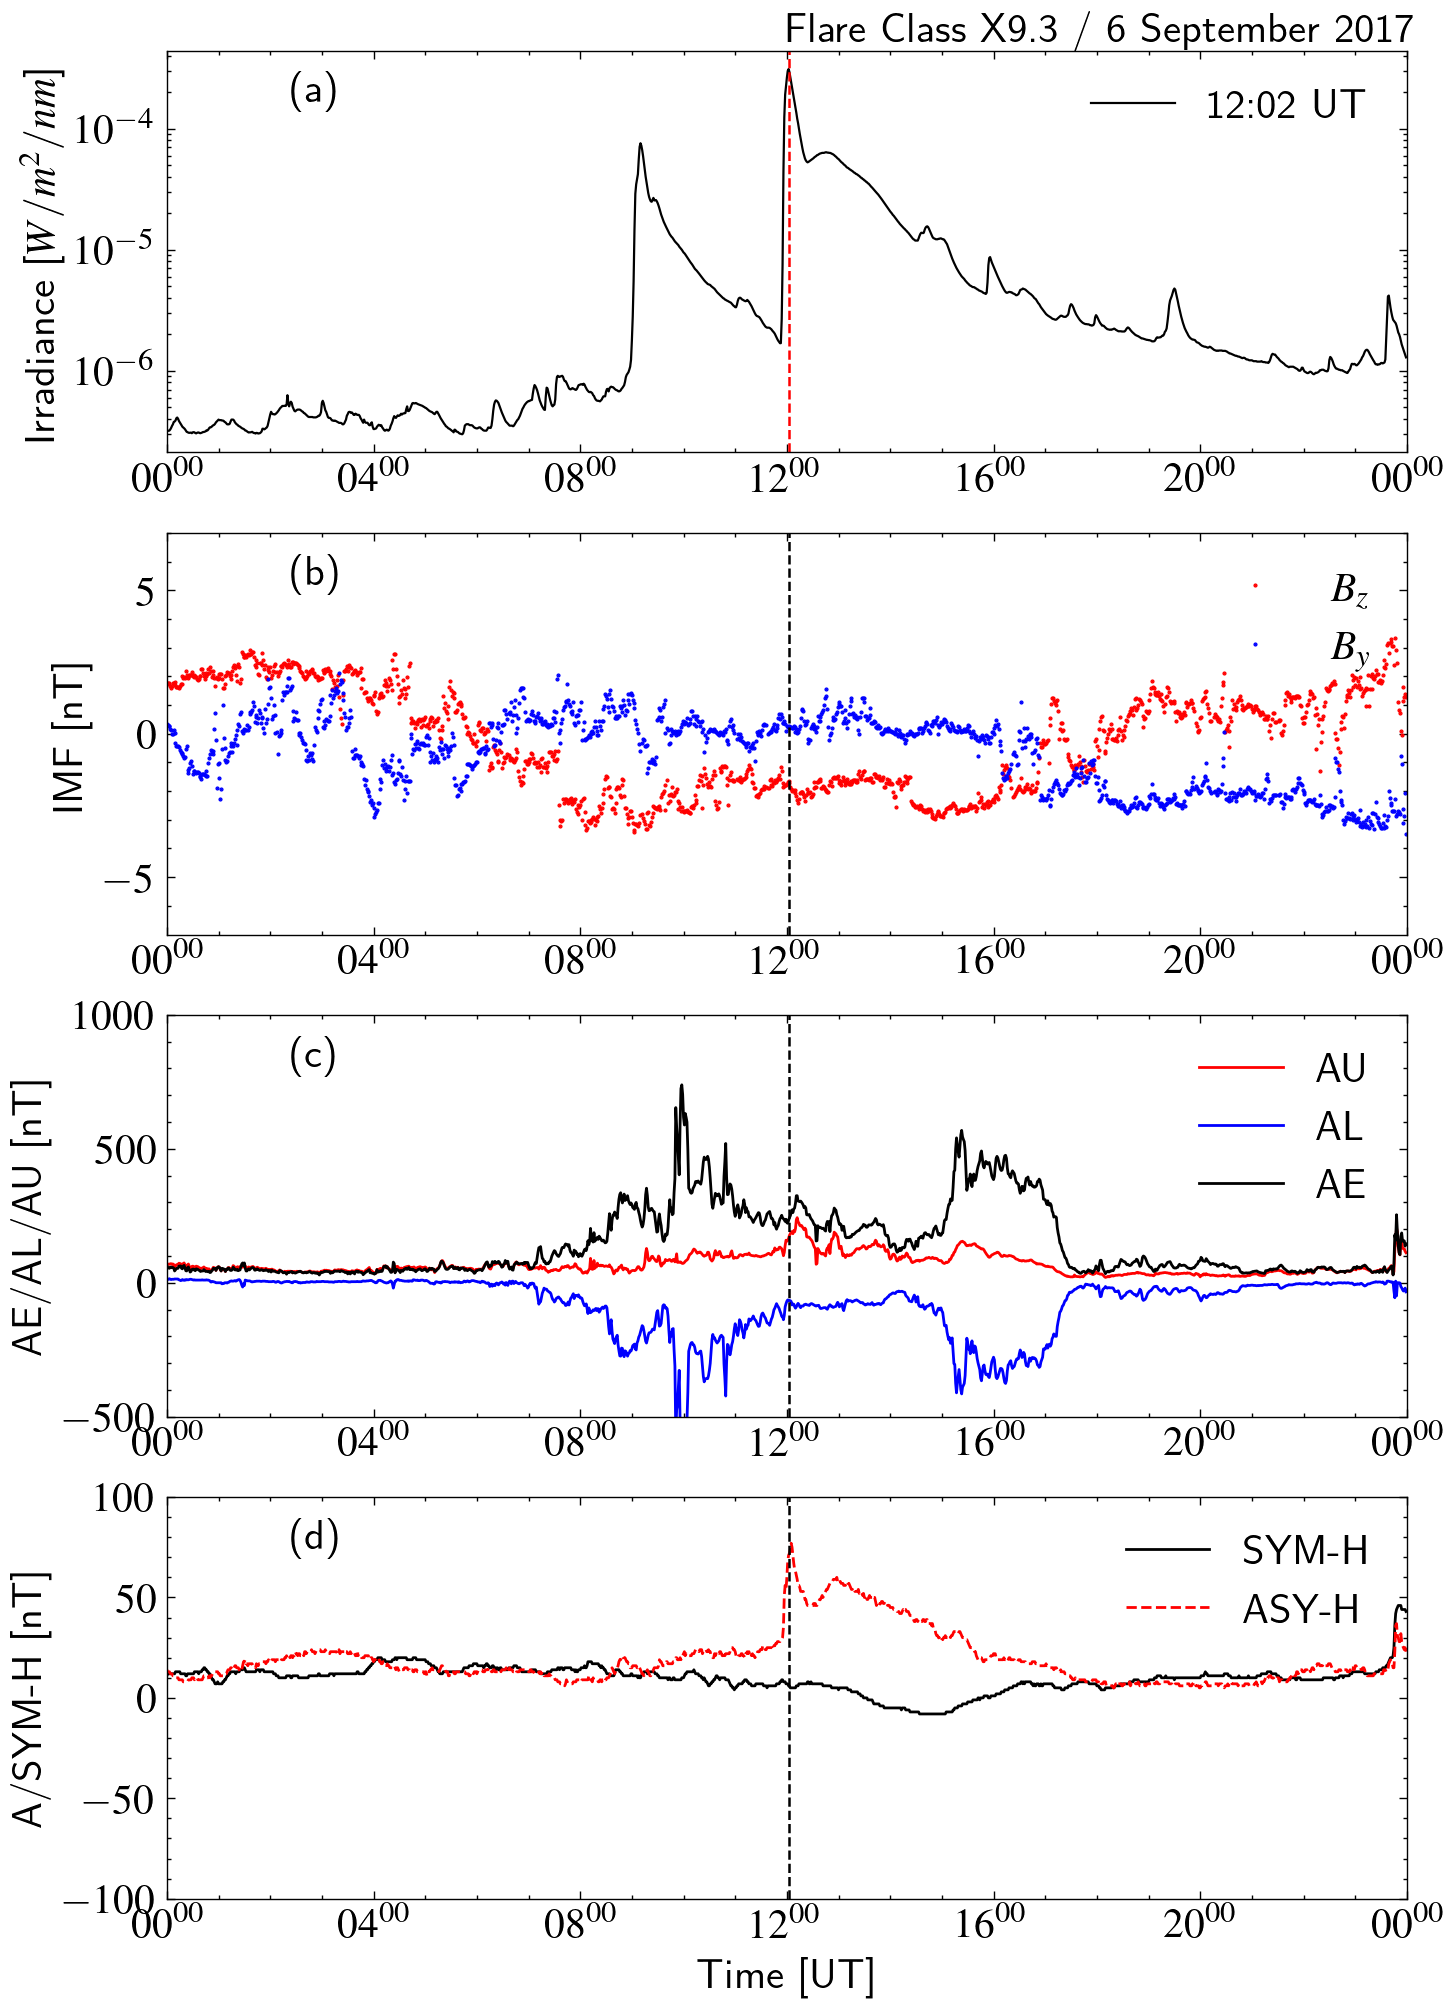 Flare Class X9.3 / 6 September 2017
(a)
12:02 UT
Irradiance [W/m²/nm]
10⁻⁴
10⁻⁵
10⁻⁶
00⁰⁰ 04⁰⁰ 08⁰⁰ 12⁰⁰ 16⁰⁰ 20⁰⁰ 00⁰⁰
(b)
B_z
B_y
IMF [nT]
5
0
−5
00⁰⁰ 04⁰⁰ 08⁰⁰ 12⁰⁰ 16⁰⁰ 20⁰⁰ 00⁰⁰
(c)
AU
AL
AE
AE/AL/AU [nT]
1000
500
0
−500
00⁰⁰ 04⁰⁰ 08⁰⁰ 12⁰⁰ 16⁰⁰ 20⁰⁰ 00⁰⁰
(d)
SYM-H
ASY-H
A/SYM-H [nT]
100
50
0
−50
−100
00⁰⁰ 04⁰⁰ 08⁰⁰ 12⁰⁰ 16⁰⁰ 20⁰⁰ 00⁰⁰
Time [UT]